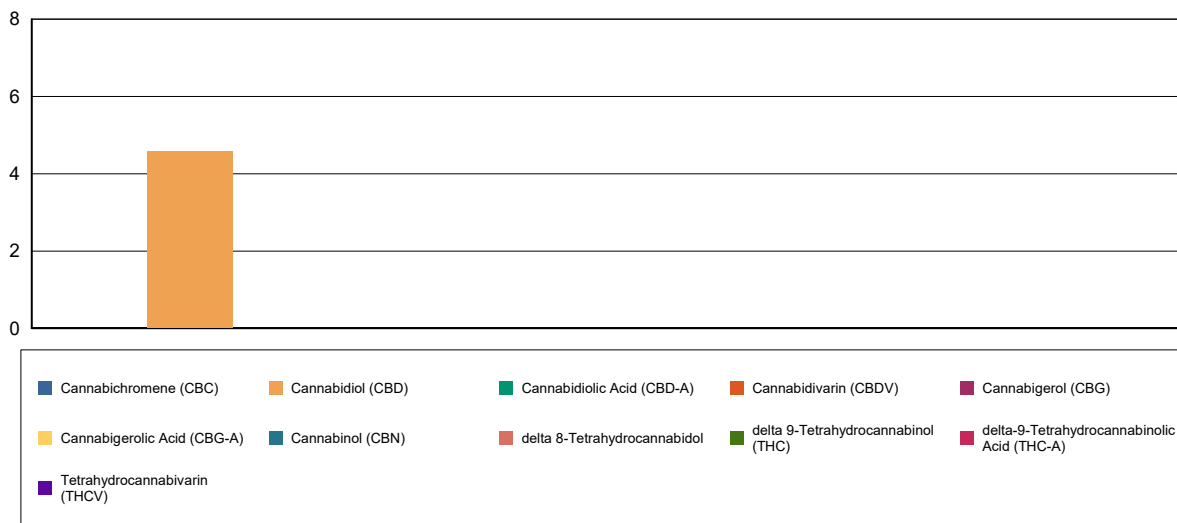 8
6
4
2
0
Cannabichromene (CBC)
Cannabidiol (CBD)
Cannabidiolic Acid (CBD-A)
Cannabidivarin (CBDV)
Cannabigerol (CBG)
Cannabigerolic Acid (CBG-A)
Cannabinol (CBN)
delta 8-Tetrahydrocannabidol
delta 9-Tetrahydrocannabinol
(THC)
delta-9-Tetrahydrocannabinolic
Acid (THC-A)
Tetrahydrocannabivarin
(THCV)